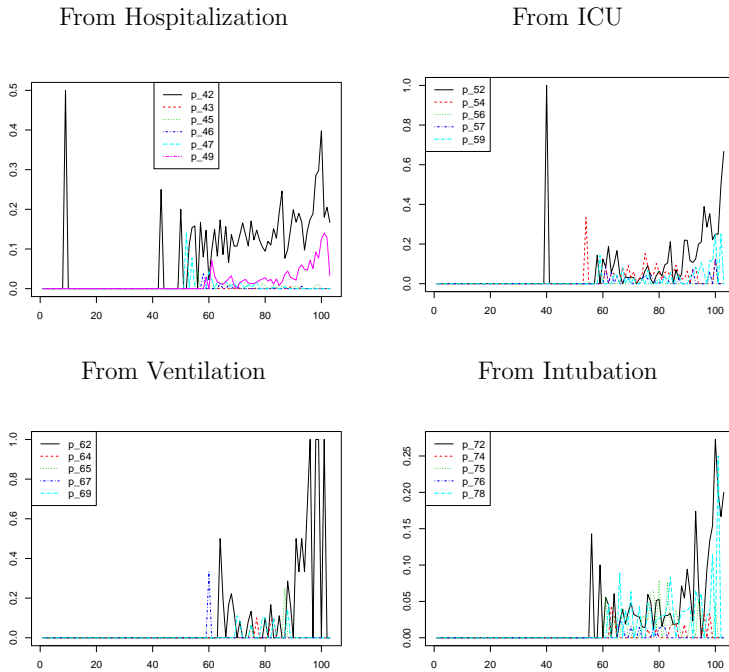 From Hospitalization
From ICU
0.5
0.4
0.3
0.2
0.1
0.0
p_42
p_43
p_45
p_46
p_47
p_49
0 20 40 60 80 100
1.0
0.8
0.6
0.4
0.2
0.0
p_52
p_54
p_56
p_57
p_59
0 20 40 60 80 100
From Ventilation
From Intubation
1.0
0.8
0.6
0.4
0.2
0.0
p_62
p_64
p_65
p_67
p_69
0 20 40 60 80 100
0.25
0.20
0.15
0.10
0.05
0.00
p_72
p_74
p_75
p_76
p_78
0 20 40 60 80 100